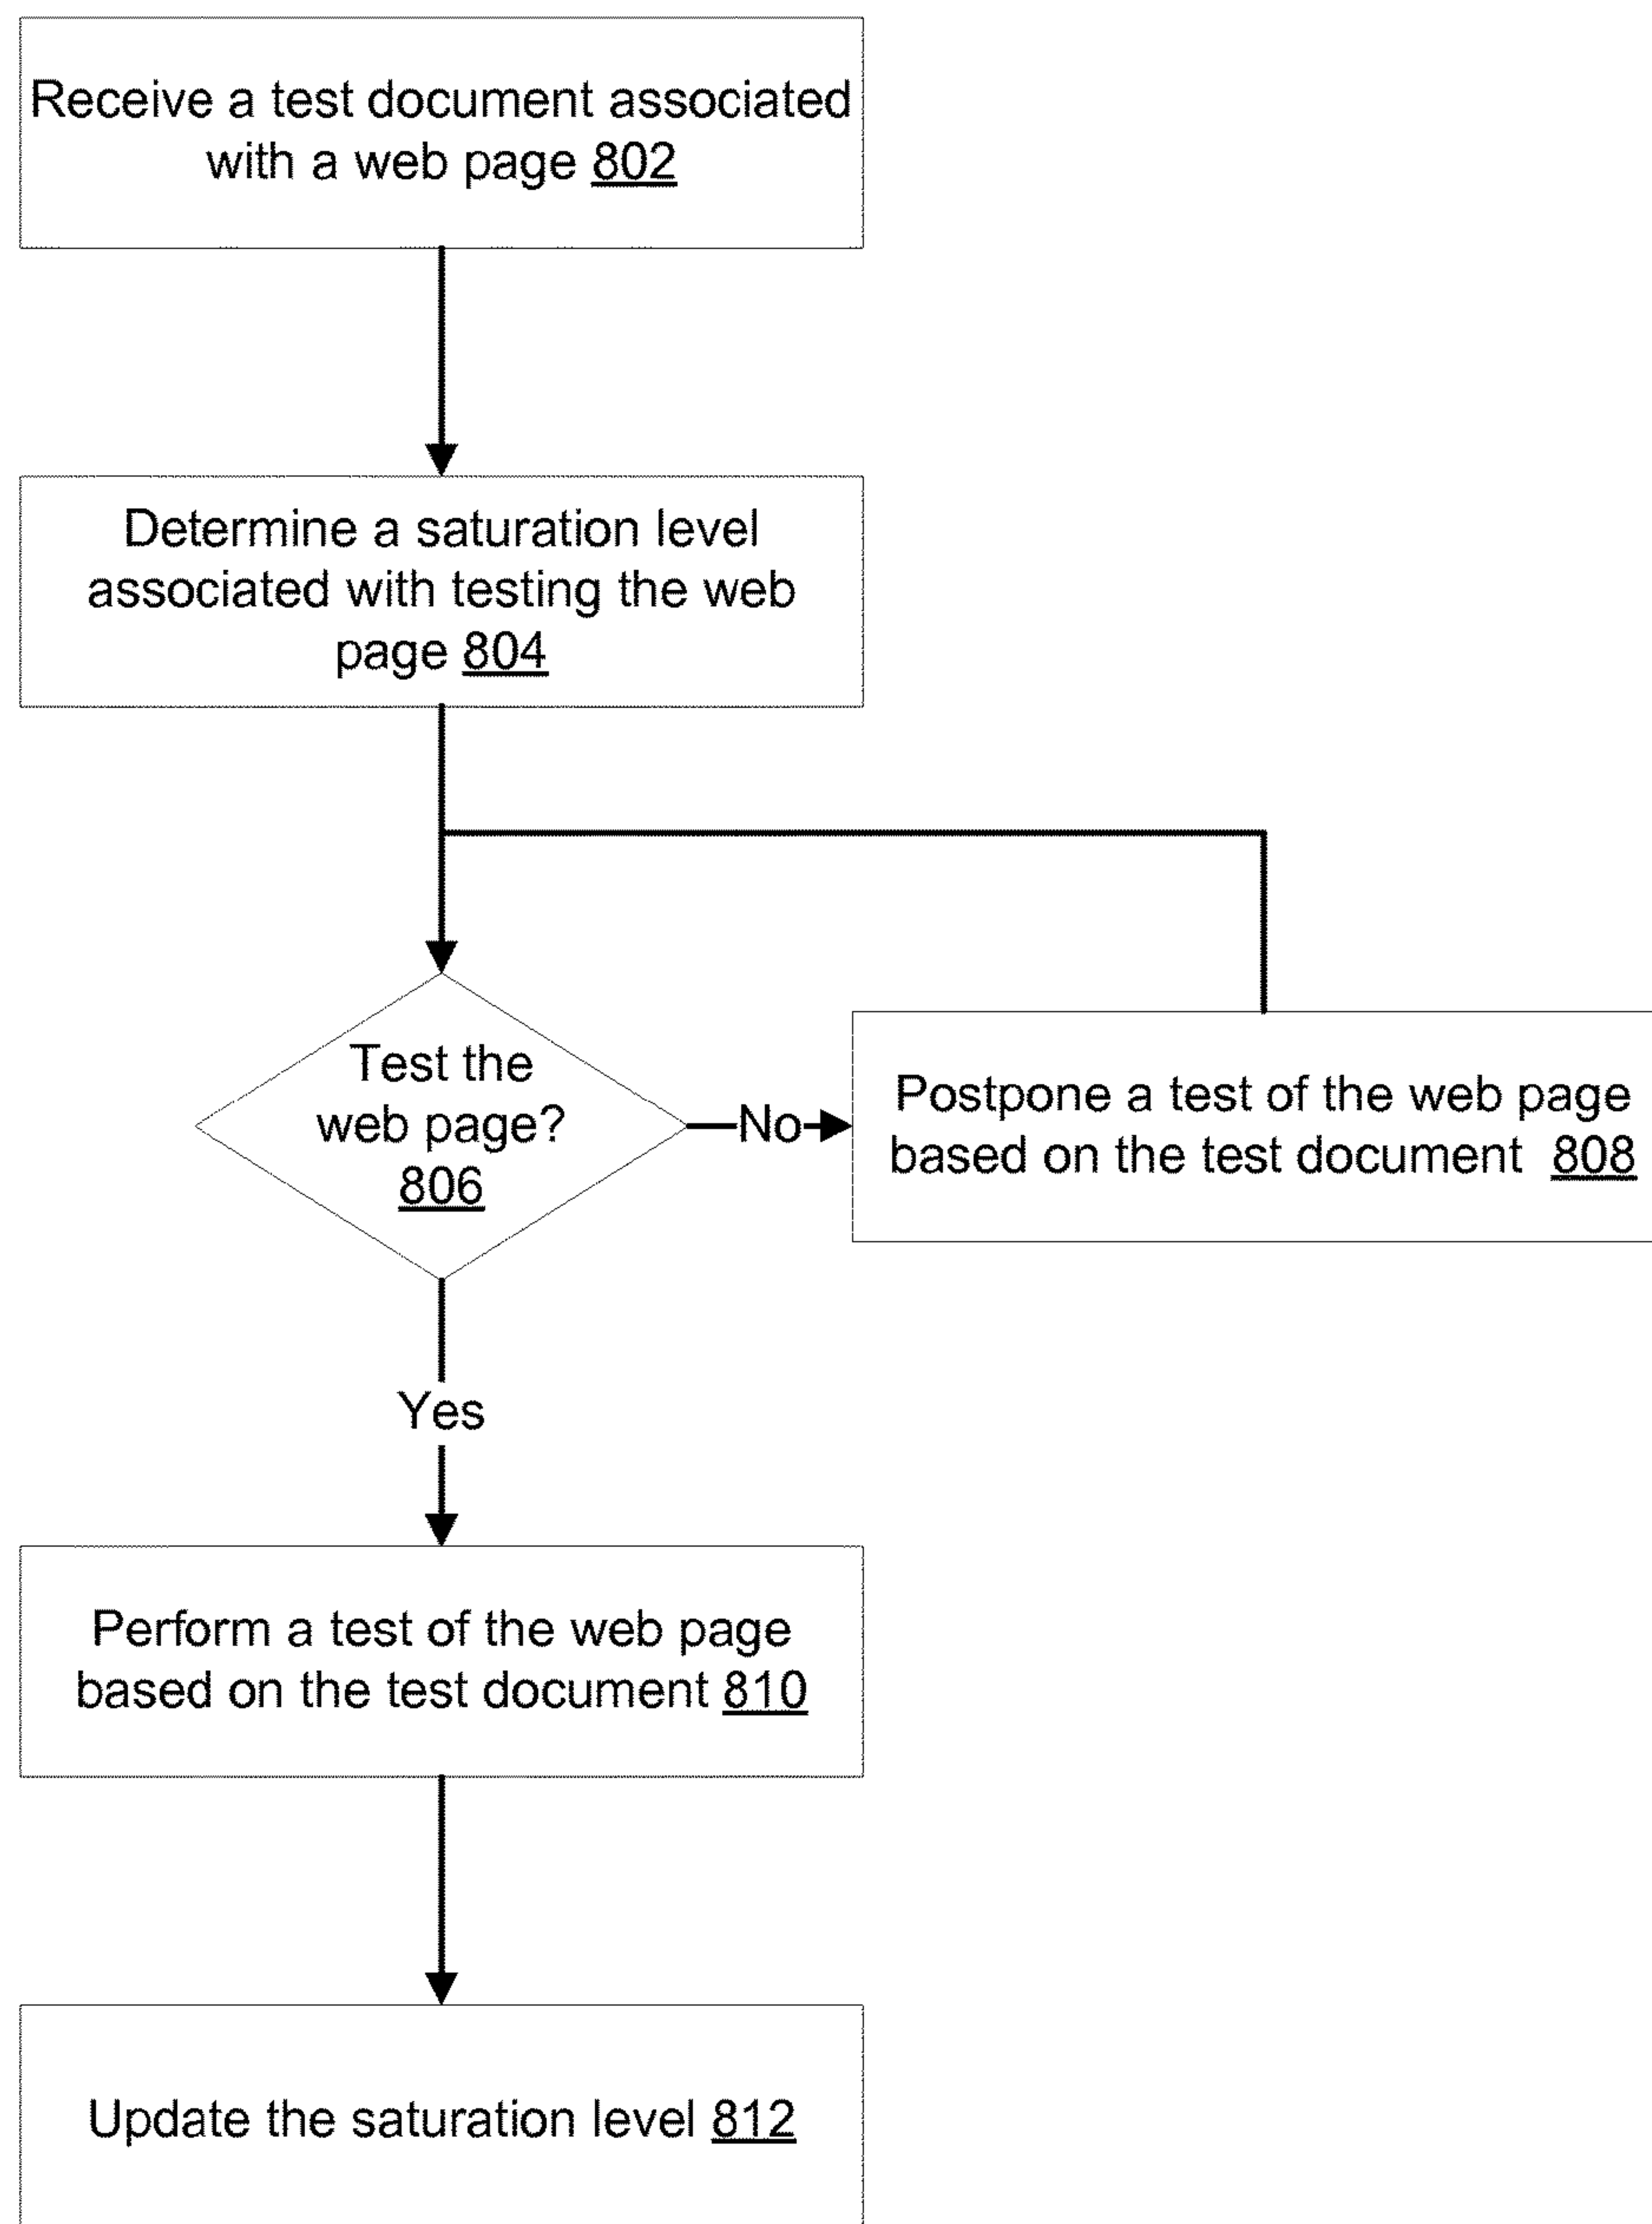 Receive a test document associated
with a web page 802
Determine a saturation level
associated with testing the web
page 804
Test the
web page?
806
No
Postpone a test of the web page
based on the test document 808
Yes
Perform a test of the web page
based on the test document 810
Update the saturation level 812